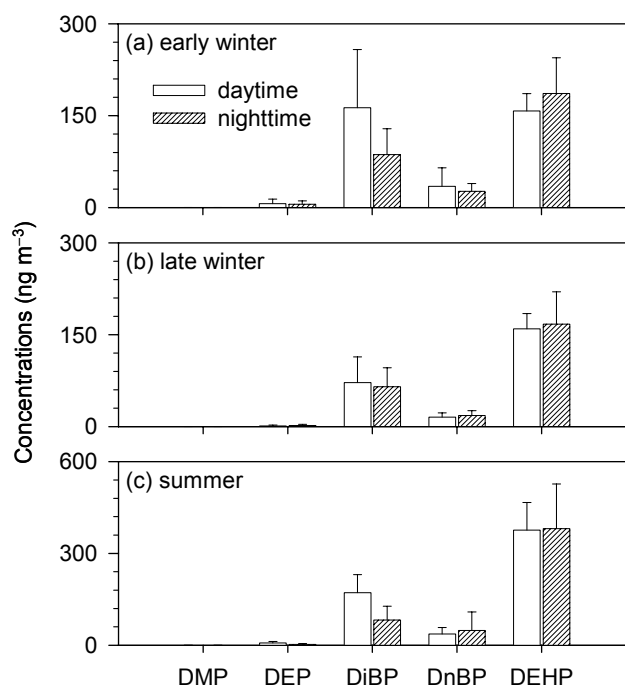 300
(a) early winter
daytime
nighttime
150
0
300
(b) late winter
150
0
600
(c) summer
300
0
Concentrations (ng m⁻³)
DMP DEP DiBP DnBP DEHP